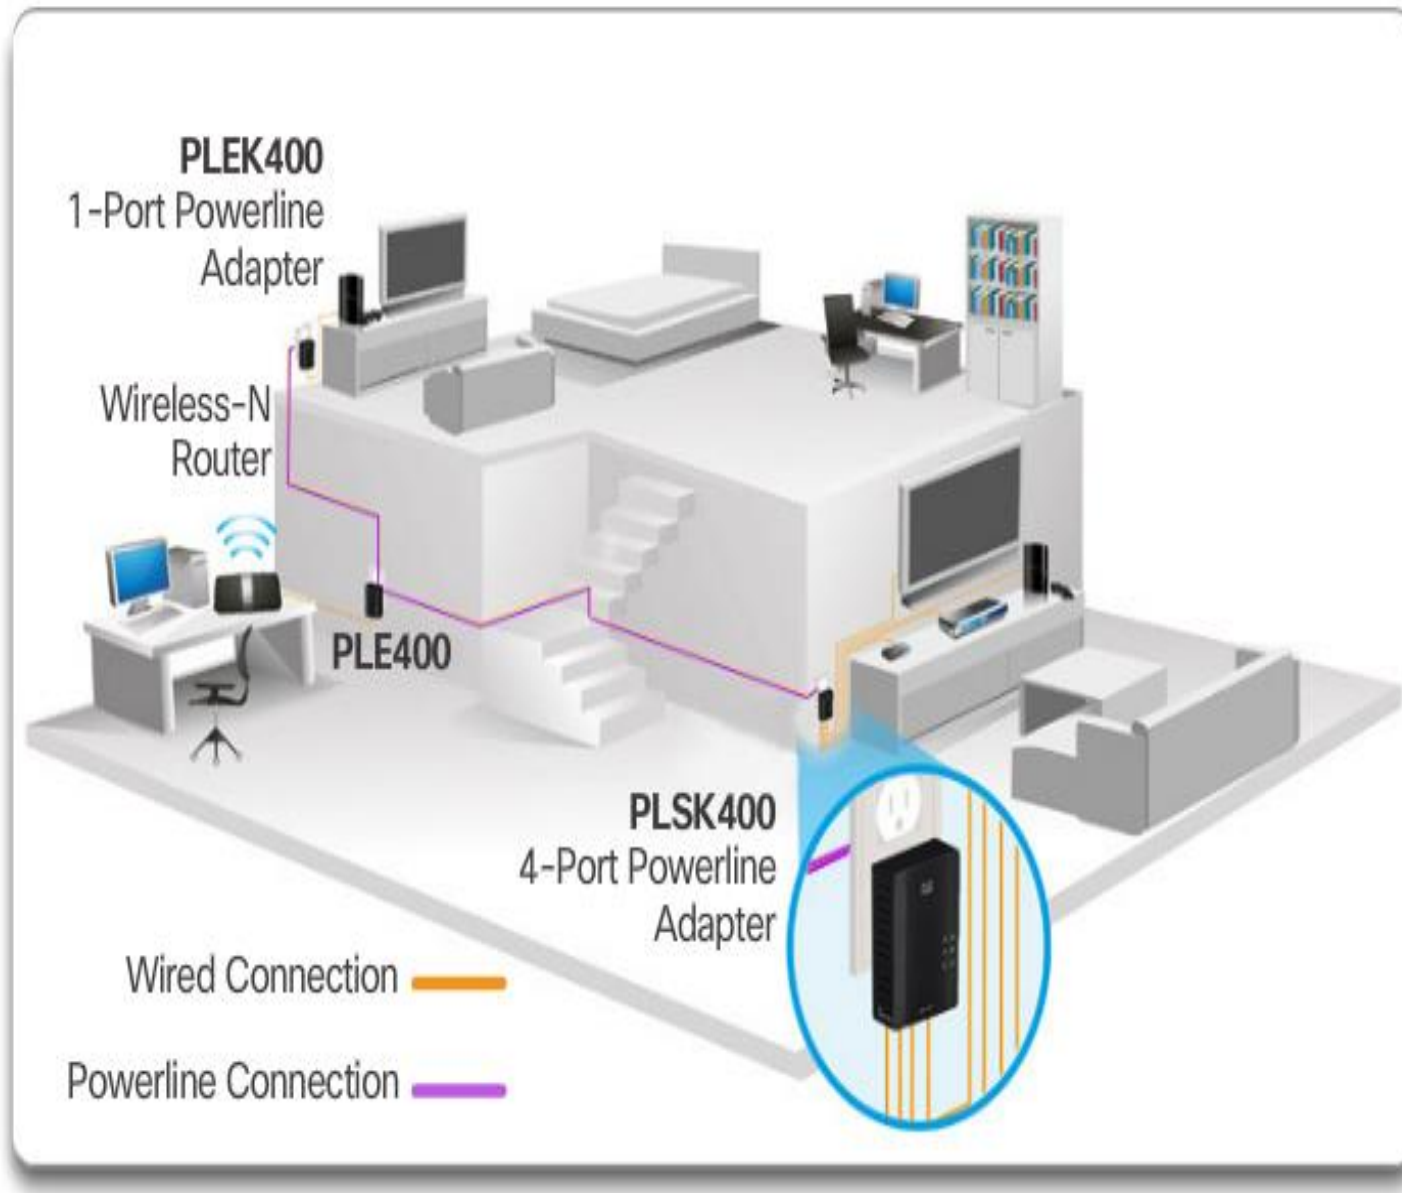 PLEK400
1-Port Powerline
Adapter
Wireless-N
Router
PLE400
PLSK400
4-Port Powerline
Adapter
Wired Connection
Powerline Connection